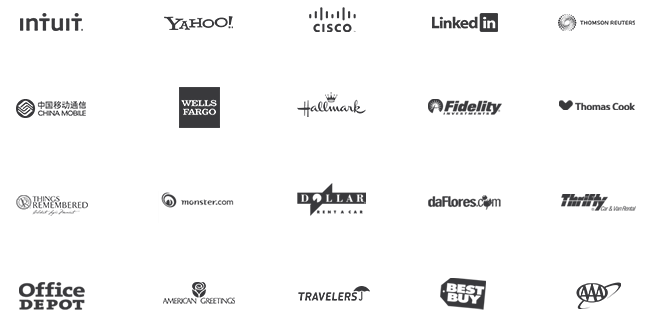 intuit.
YAHOO!
CISCO
Linked in
THOMSON REUTERS
中国移动通信
CHINA MOBILE
WELLS
FARGO
Hallmark
Fidelity
INVESTMENTS
Thomas Cook
THINGS
REMEMBERED
monster.com
DOLLAR
RENT A CAR
daFlores.com
Thrifty
Car & Van Rental
Office
DEPOT
AMERICAN GREETINGS
TRAVELERS
BEST
BUY
AAA